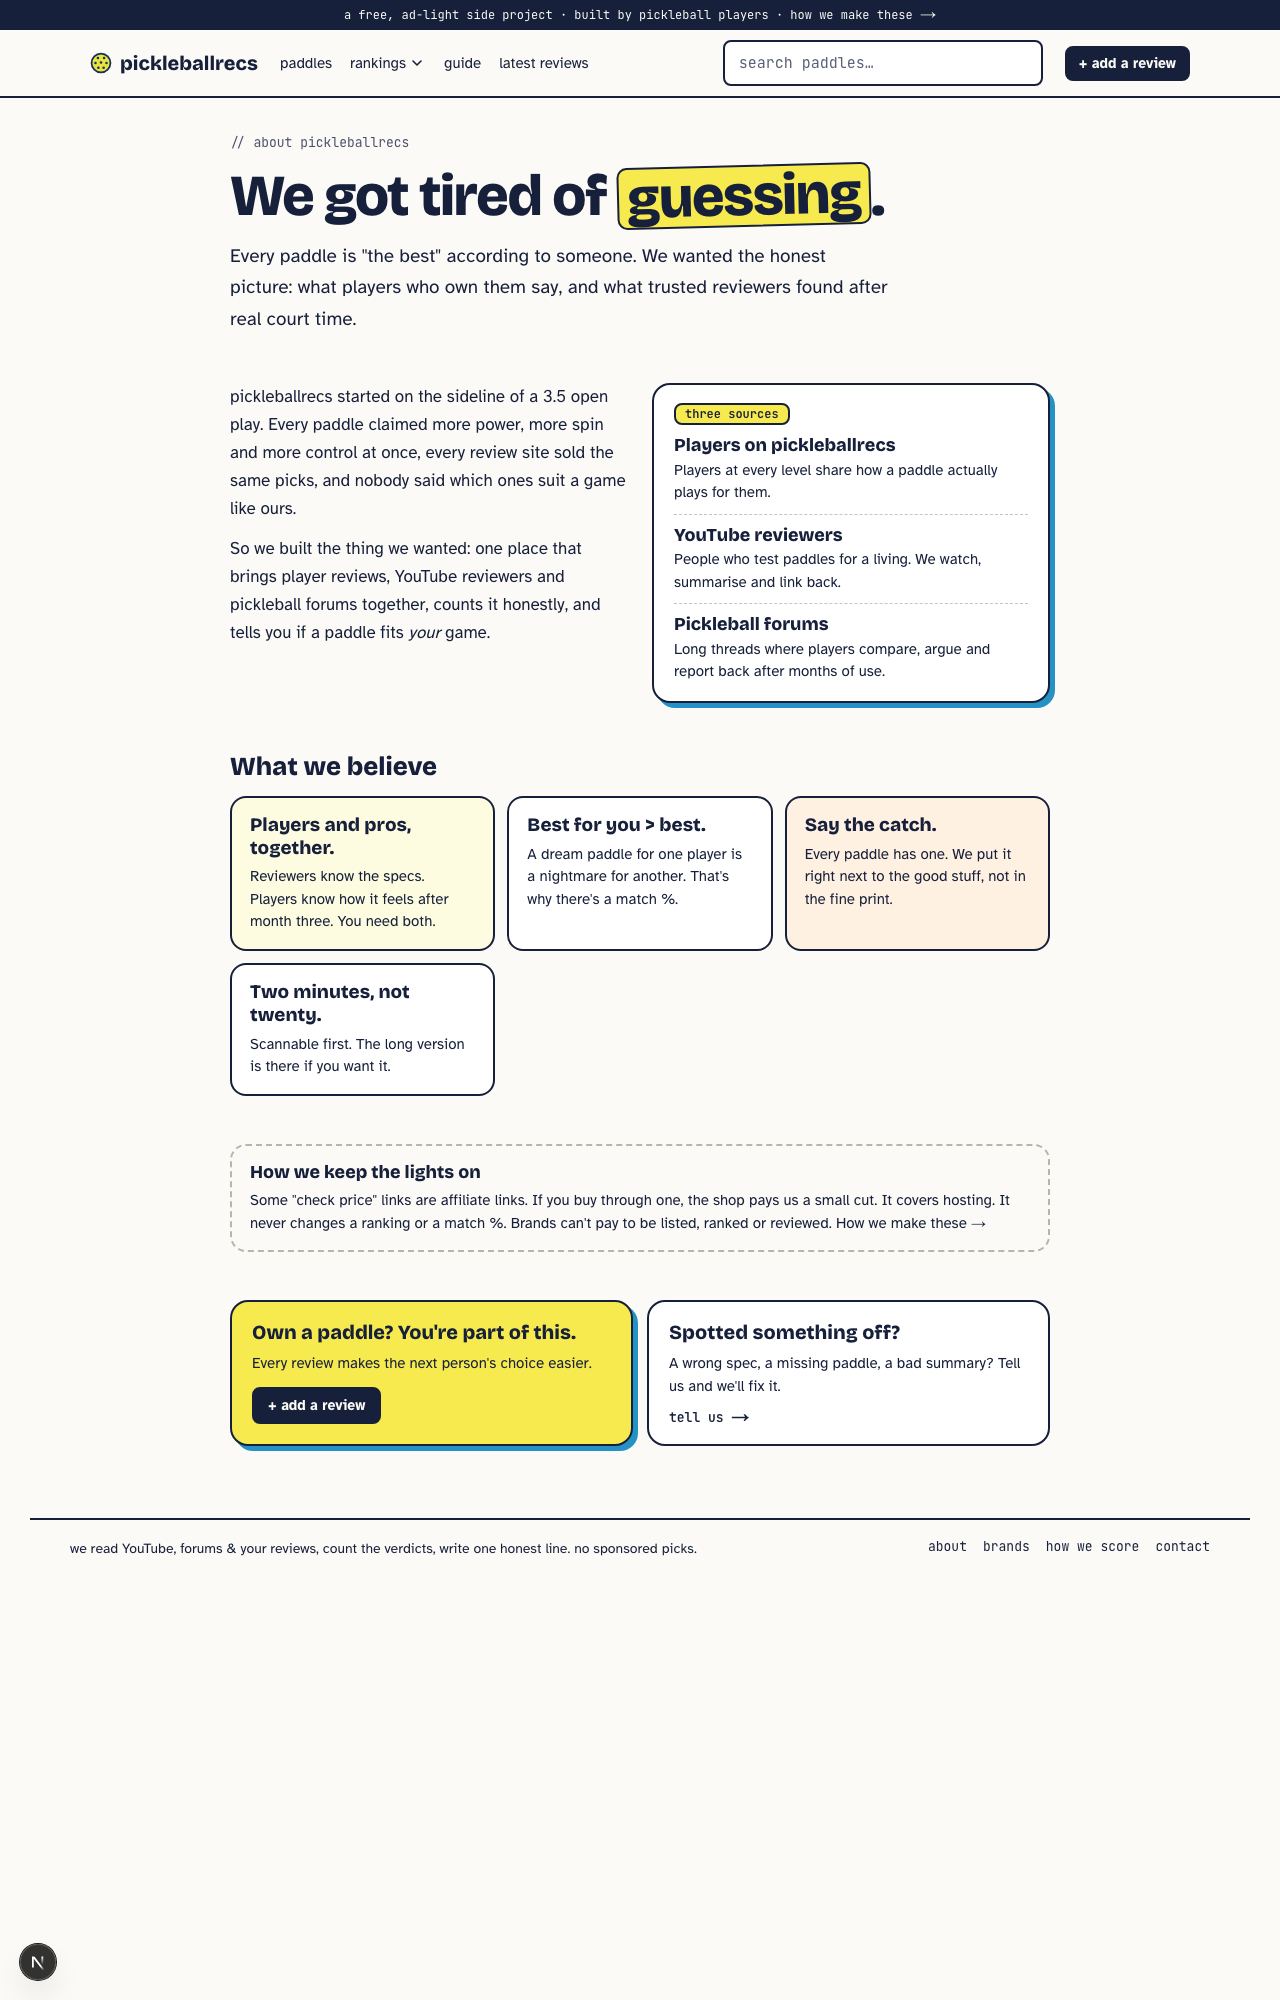 a free, ad-light side project · built by pickleball players · how we make these →
pickleballrecs
paddles
rankings
guide
latest reviews
search paddles…
+ add a review
// about pickleballrecs
We got tired of guessing.
Every paddle is "the best" according to someone. We wanted the honest
picture: what players who own them say, and what trusted reviewers found after
real court time.
pickleballrecs started on the sideline of a 3.5 open
play. Every paddle claimed more power, more spin
and more control at once, every review site sold the
same picks, and nobody said which ones suit a game
like ours.
So we built the thing we wanted: one place that
brings player reviews, YouTube reviewers and
pickleball forums together, counts it honestly, and
tells you if a paddle fits your game.
three sources
Players on pickleballrecs
Players at every level share how a paddle actually
plays for them.
YouTube reviewers
People who test paddles for a living. We watch,
summarise and link back.
Pickleball forums
Long threads where players compare, argue and
report back after months of use.
What we believe
Players and pros,
together.
Reviewers know the specs.
Players know how it feels after
month three. You need both.
Best for you > best.
A dream paddle for one player is
a nightmare for another. That's
why there's a match %.
Say the catch.
Every paddle has one. We put it
right next to the good stuff, not in
the fine print.
Two minutes, not
twenty.
Scannable first. The long version
is there if you want it.
How we keep the lights on
Some "check price" links are affiliate links. If you buy through one, the shop pays us a small cut. It covers hosting. It
never changes a ranking or a match %. Brands can't pay to be listed, ranked or reviewed. How we make these →
Own a paddle? You're part of this.
Every review makes the next person's choice easier.
+ add a review
Spotted something off?
A wrong spec, a missing paddle, a bad summary? Tell
us and we'll fix it.
tell us →
we read YouTube, forums & your reviews, count the verdicts, write one honest line. no sponsored picks.
about
brands
how we score
contact
N